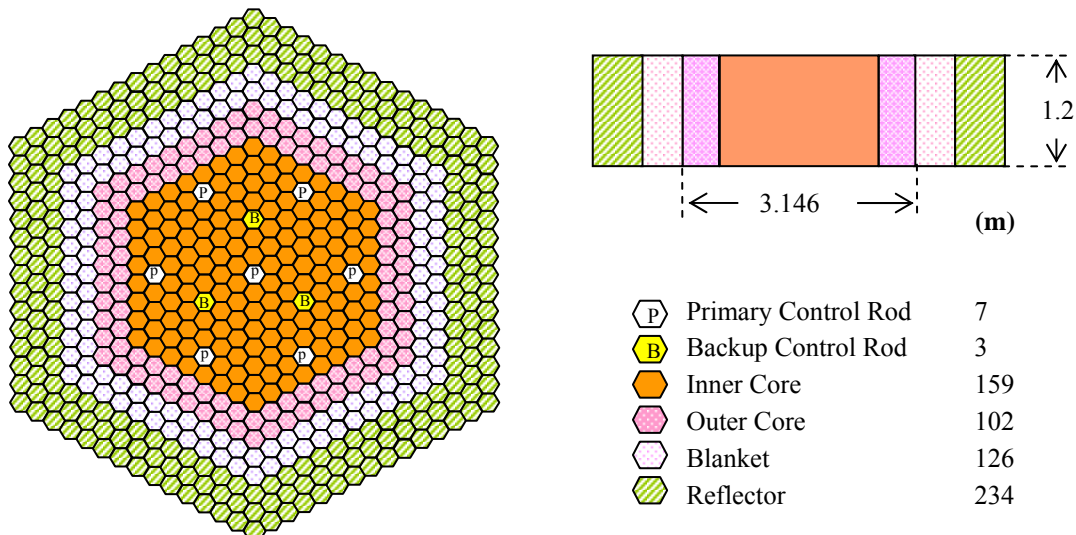 P
P
B
P
P
P
B
B
P
P
1.2
3.146
(m)
P Primary Control Rod 7
B Backup Control Rod 3
Inner Core 159
Outer Core 102
Blanket 126
Reflector 234